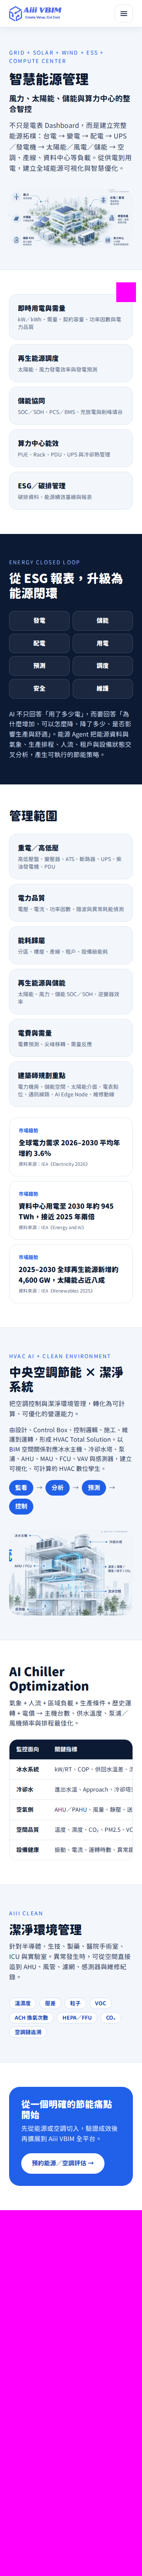 Aiii VBIM
Create Value, Cut Cost
GRID + SOLAR + WIND + ESS +
COMPUTE CENTER
智慧能源管理
風力、太陽能、儲能與算力中心的整
合智控
不只是電表 Dashboard，而是建立完整
能源拓樸：台電 → 變電 → 配電 → UPS
／發電機 → 太陽能／風電／儲能 → 空
調、產線、資料中心等負載。從供電到用
電，建立全域能源可視化與智慧優化。
即時用電與需量
kW／kWh、需量、契約容量、功率因數與電
力品質
再生能源調度
太陽能、風力發電效率與發電預測
儲能協同
SOC／SOH、PCS／BMS、充放電與削峰填谷
算力中心能效
PUE、Rack、PDU、UPS 與冷卻熱管理
ESG／碳排管理
碳排資料、能源績效基線與報表
ENERGY CLOSED LOOP
從 ESG 報表，升級為
能源閉環
發電
儲能
配電
用電
預測
調度
安全
維護
AI 不只回答「用了多少電」，而要回答「為
什麼增加、可以怎麼降、降了多少、是否影
響生產與舒適」。能源 Agent 把能源資料與
氣象、生產排程、人流、租戶與設備狀態交
叉分析，產生可執行的節能策略。
管理範圍
重電／高低壓
高低壓盤、變壓器、ATS、斷路器、UPS、柴
油發電機、PDU
電力品質
電壓、電流、功率因數、諧波與異常耗能偵測
能耗歸屬
分區、樓層、產線、租戶、設備級能耗
再生能源與儲能
太陽能、風力、儲能 SOC／SOH、逆變器效
率
電費與需量
電費預測、尖峰移轉、需量反應
建築師規劃重點
電力機房、儲能空間、太陽能介面、電表點
位、通訊線路、AI Edge Node、維修動線
市場趨勢
全球電力需求 2026–2030 平均年
增約 3.6%
資料來源：IEA《Electricity 2026》
市場趨勢
資料中心用電至 2030 年約 945
TWh，接近 2025 年兩倍
資料來源：IEA《Energy and AI》
市場趨勢
2025–2030 全球再生能源新增約
4,600 GW，太陽能占近八成
資料來源：IEA《Renewables 2025》
HVAC AI + CLEAN ENVIRONMENT
中央空調節能 × 潔淨
系統
把空調控制與潔淨環境管理，轉化為可計
算、可優化的營運能力。
由設計、Control Box、控制邏輯、施工、維
運到運轉，形成 HVAC Total Solution。以
BIM 空間關係對應冰水主機、冷卻水塔、泵
浦、AHU、MAU、FCU、VAV 與感測器，建立
可視化、可計算的 HVAC 數位孿生。
監看 → 分析 → 預測 →
控制
AI Chiller
Optimization
氣象 + 人流 + 區域負載 + 生產條件 + 歷史運
轉 + 電價 → 主機台數、供水溫度、泵浦／
風機頻率與排程最佳化。
監控面向 關鍵指標
冰水系統 kW/RT、COP、供回水溫差、流
冷卻水 進出水溫、Approach、冷卻塔
空氣側 AHU／PAHU、風量、靜壓、送
空間品質 溫度、濕度、CO₂、PM2.5、VO
設備健康 振動、電流、運轉時數、異常趨
AIII CLEAN
潔淨環境管理
針對半導體、生技、製藥、醫院手術室、
ICU 與實驗室。異常發生時，可從空間直接
追到 AHU、風管、濾網、感測器與維修紀
錄。
溫濕度 壓差 粒子 VOC
ACH 換氣次數 HEPA／FFU CO₂
空調鏈追溯
從一個明確的節能痛點
開始
先從能源或空調切入，驗證成效後
再擴展到 Aiii VBIM 全平台。
預約能源／空調評估 →